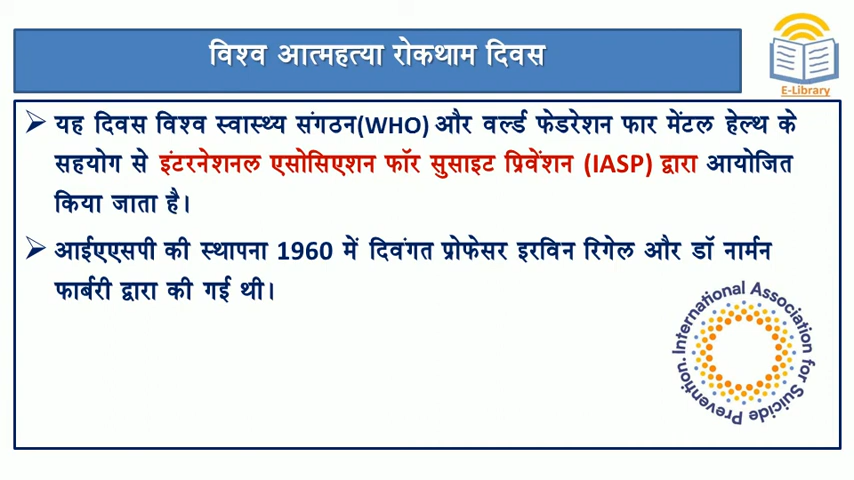 विश्व आत्महत्या रोकथाम दिवस
E-Library
➢ यह दिवस विश्व स्वास्थ्य संगठन(WHO) और वर्ल्ड फेडरेशन फार मेंटल हेल्थ के
सहयोग से इंटरनेशनल एसोसिएशन फॉर सुसाइट प्रिवेंशन (IASP) द्वारा आयोजित
किया जाता है।
➢ आईएएसपी की स्थापना 1960 में दिवंगत प्रोफेसर इरविन रिगेल और डॉ नार्मन
फार्बरी द्वारा की गई थी।
International Association for Suicide Prevention.